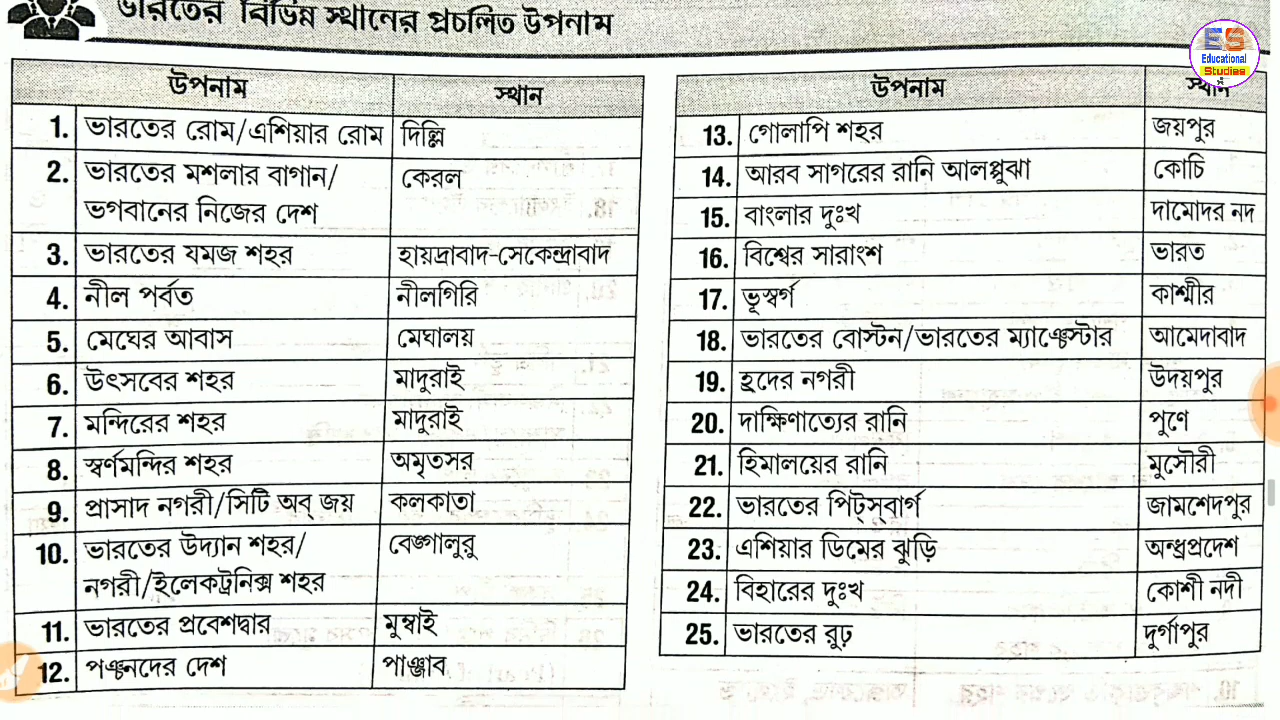 ভারতের বিভিন্ন স্থানের প্রচলিত উপনাম
ES
Educational
Studies
উপনাম স্থান
1. ভারতের রোম/এশিয়ার রোম দিল্লি
2. ভারতের মশলার বাগান/ কেরল
ভগবানের নিজের দেশ
3. ভারতের যমজ শহর হায়দ্রাবাদ-সেকেন্দ্রাবাদ
4. নীল পর্বত নীলগিরি
5. মেঘের আবাস মেঘালয়
6. উৎসবের শহর মাদুরাই
7. মন্দিরের শহর মাদুরাই
8. স্বর্ণমন্দির শহর অমৃতসর
9. প্রাসাদ নগরী/সিটি অব্ জয় কলকাতা
10. ভারতের উদ্যান শহর/ বেঙ্গালুরু
নগরী/ইলেকট্রনিক্স শহর
11. ভারতের প্রবেশদ্বার মুম্বাই
12. পঞ্চনদের দেশ পাঞ্জাব
উপনাম স্থান
13. গোলাপি শহর জয়পুর
14. আরব সাগরের রানি আলপ্পুঝা কোচি
15. বাংলার দুঃখ দামোদর নদ
16. বিশ্বের সারাংশ ভারত
17. ভূস্বর্গ কাশ্মীর
18. ভারতের বোস্টন/ভারতের ম্যাঞ্চেস্টার আমেদাবাদ
19. হ্রদের নগরী উদয়পুর
20. দাক্ষিণাত্যের রানি পুণে
21. হিমালয়ের রানি মুসৌরী
22. ভারতের পিট্স্‌বার্গ জামশেদপুর
23. এশিয়ার ডিমের ঝুড়ি অন্ধ্রপ্রদেশ
24. বিহারের দুঃখ কোশী নদী
25. ভারতের রুঢ় দুর্গাপুর